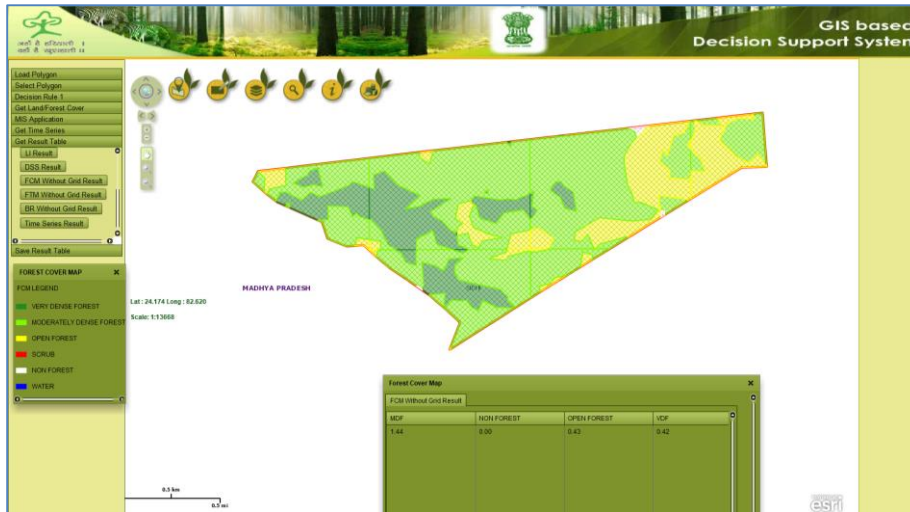 GIS based
Decision Support System
Load Polygon
Select Polygon
Decision Rule 1
Get Land/Forest Cover
MIS Application
Get Time Series
Get Result Table
LI Result
DSS Result
FCM Without Grid Result
FTM Without Grid Result
BR Without Grid Result
Time Series Result
Save Result Table
FOREST COVER MAP
FCM LEGEND
VERY DENSE FOREST
MODERATELY DENSE FOREST
OPEN FOREST
SCRUB
NON FOREST
WATER
MADHYA PRADESH
Lat : 24.174 Long : 82.620
Scale: 1:13668
0.5 km
0.5 mi
Forest Cover Map
FCM Without Grid Result
MDF NON FOREST OPEN FOREST VDF
1.44 0.00 0.43 0.42
esri